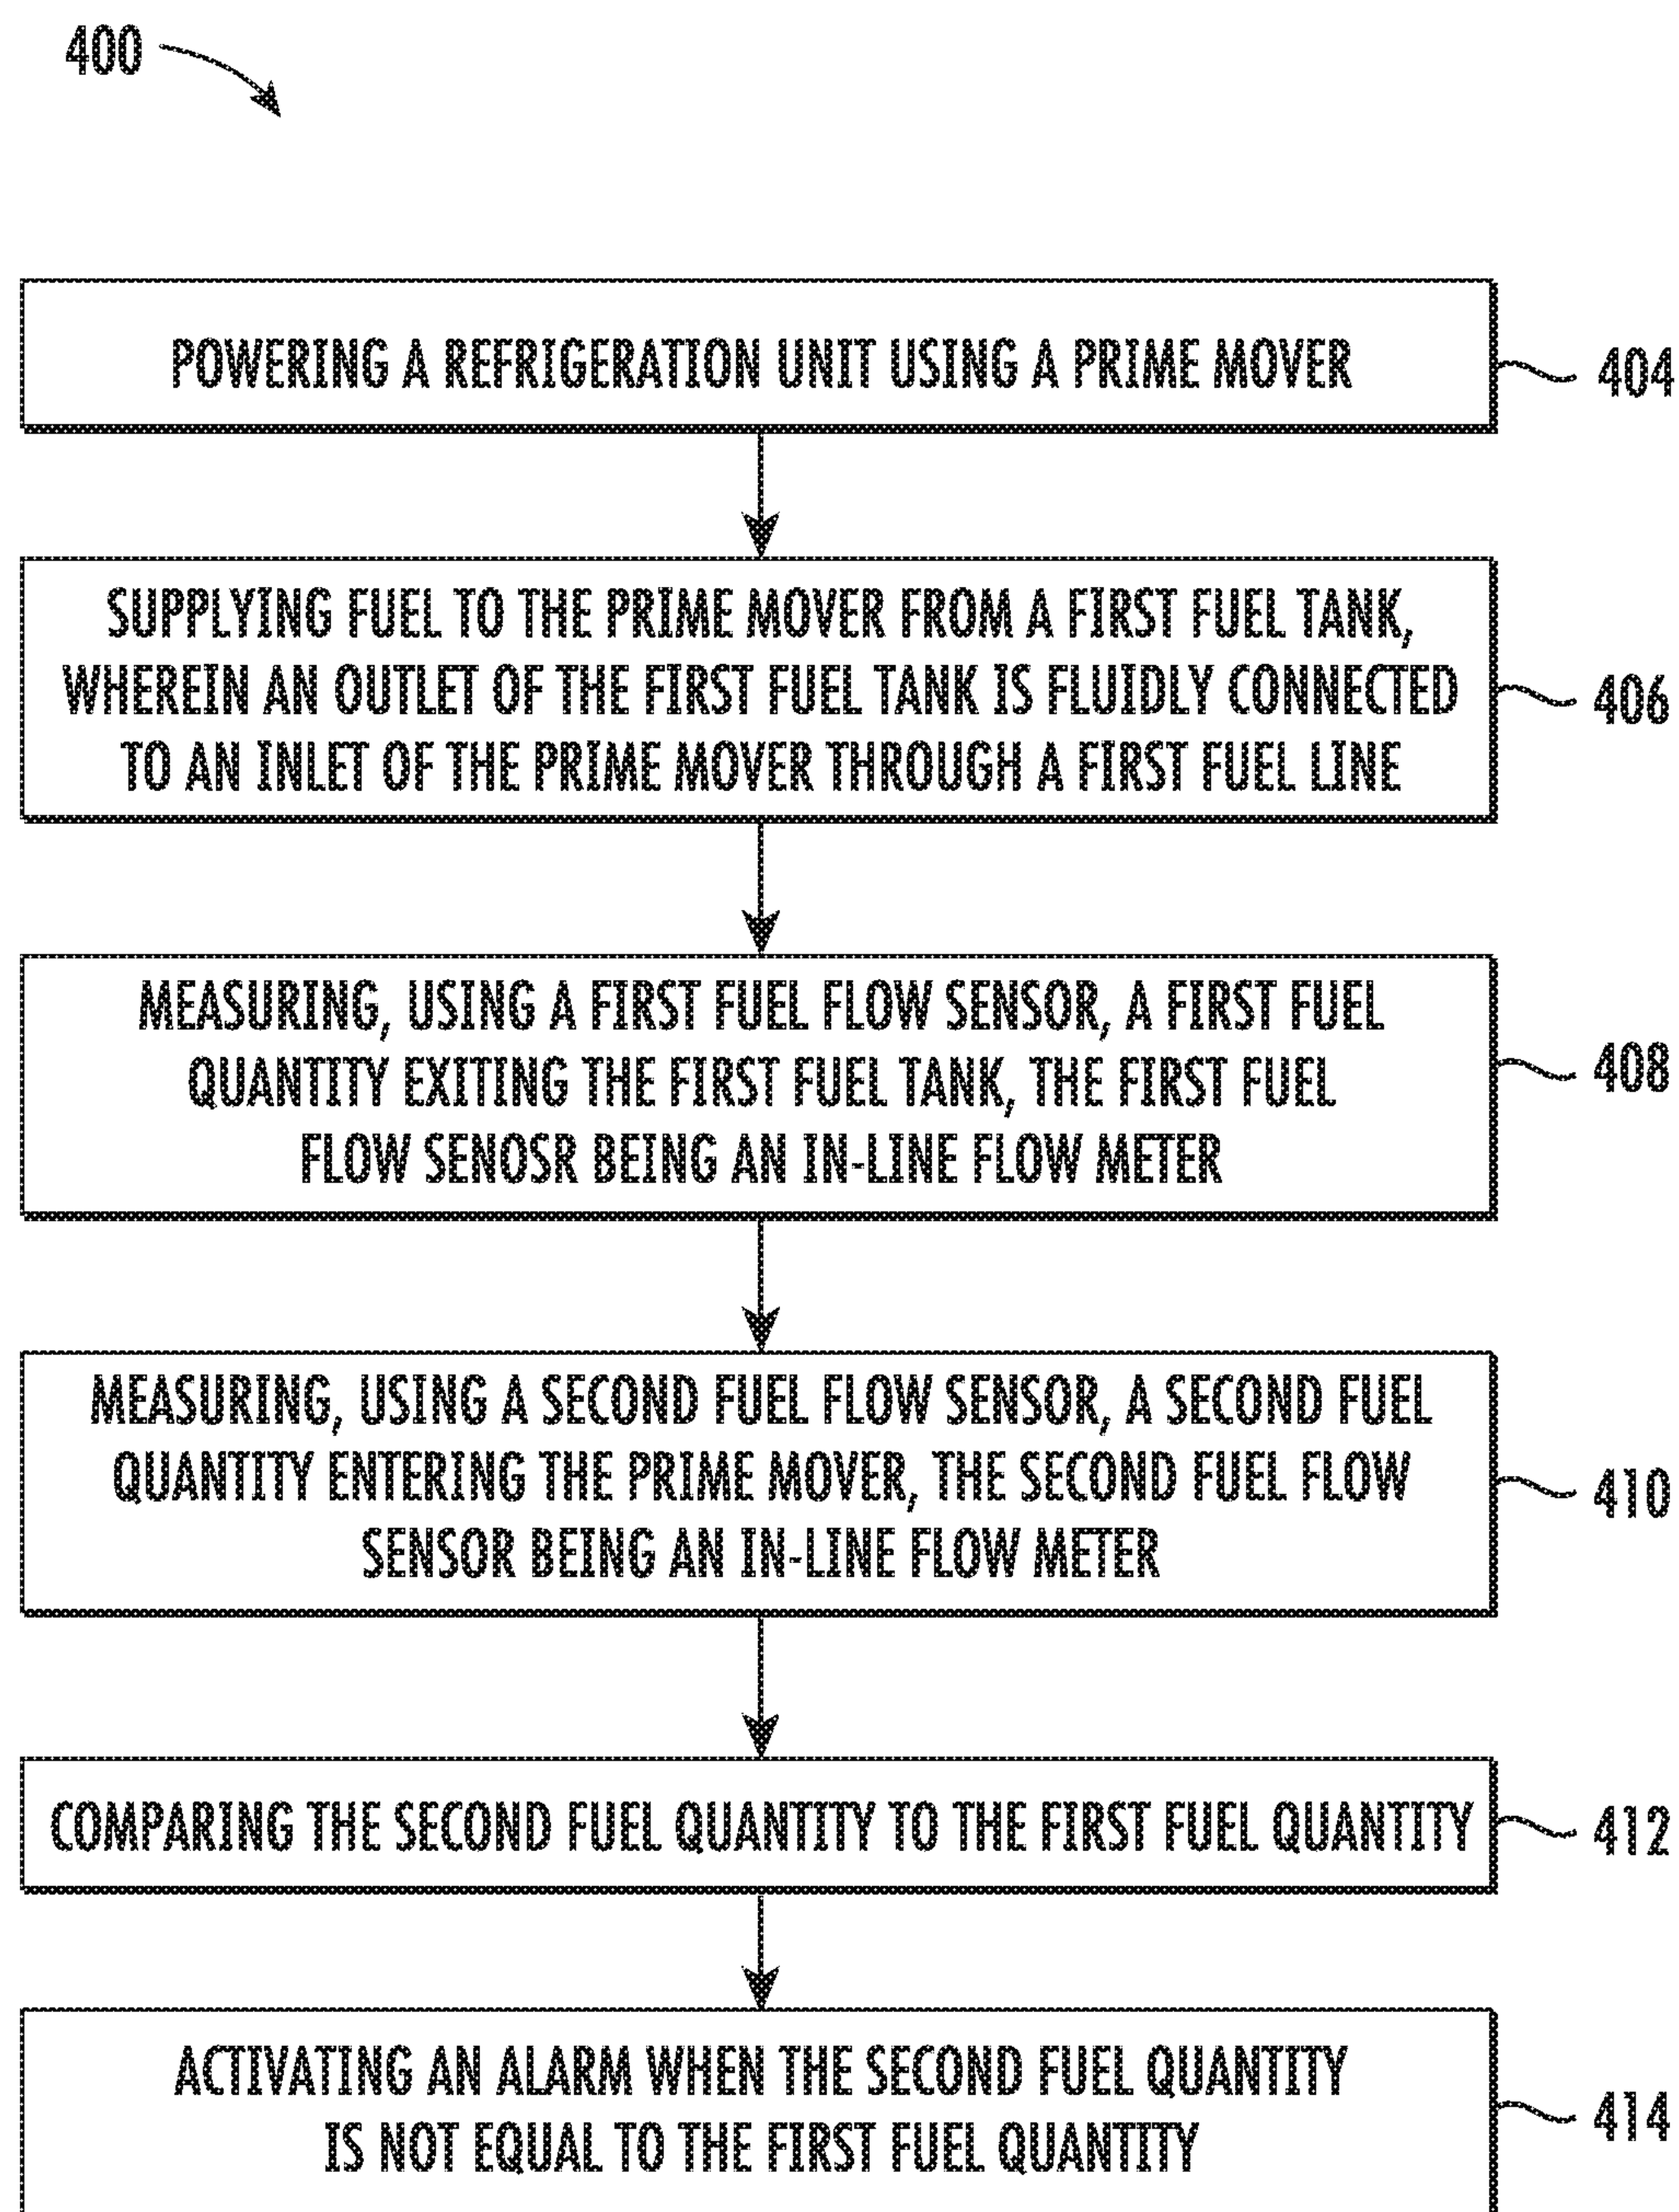 400
POWERING A REFRIGERATION UNIT USING A PRIME MOVER
404
SUPPLYING FUEL TO THE PRIME MOVER FROM A FIRST FUEL TANK,
WHEREIN AN OUTLET OF THE FIRST FUEL TANK IS FLUIDLY CONNECTED
TO AN INLET OF THE PRIME MOVER THROUGH A FIRST FUEL LINE
406
MEASURING, USING A FIRST FUEL FLOW SENSOR, A FIRST FUEL
QUANTITY EXITING THE FIRST FUEL TANK, THE FIRST FUEL
FLOW SENOSR BEING AN IN-LINE FLOW METER
408
MEASURING, USING A SECOND FUEL FLOW SENSOR, A SECOND FUEL
QUANTITY ENTERING THE PRIME MOVER, THE SECOND FUEL FLOW
SENSOR BEING AN IN-LINE FLOW METER
410
COMPARING THE SECOND FUEL QUANTITY TO THE FIRST FUEL QUANTITY
412
ACTIVATING AN ALARM WHEN THE SECOND FUEL QUANTITY
IS NOT EQUAL TO THE FIRST FUEL QUANTITY
414